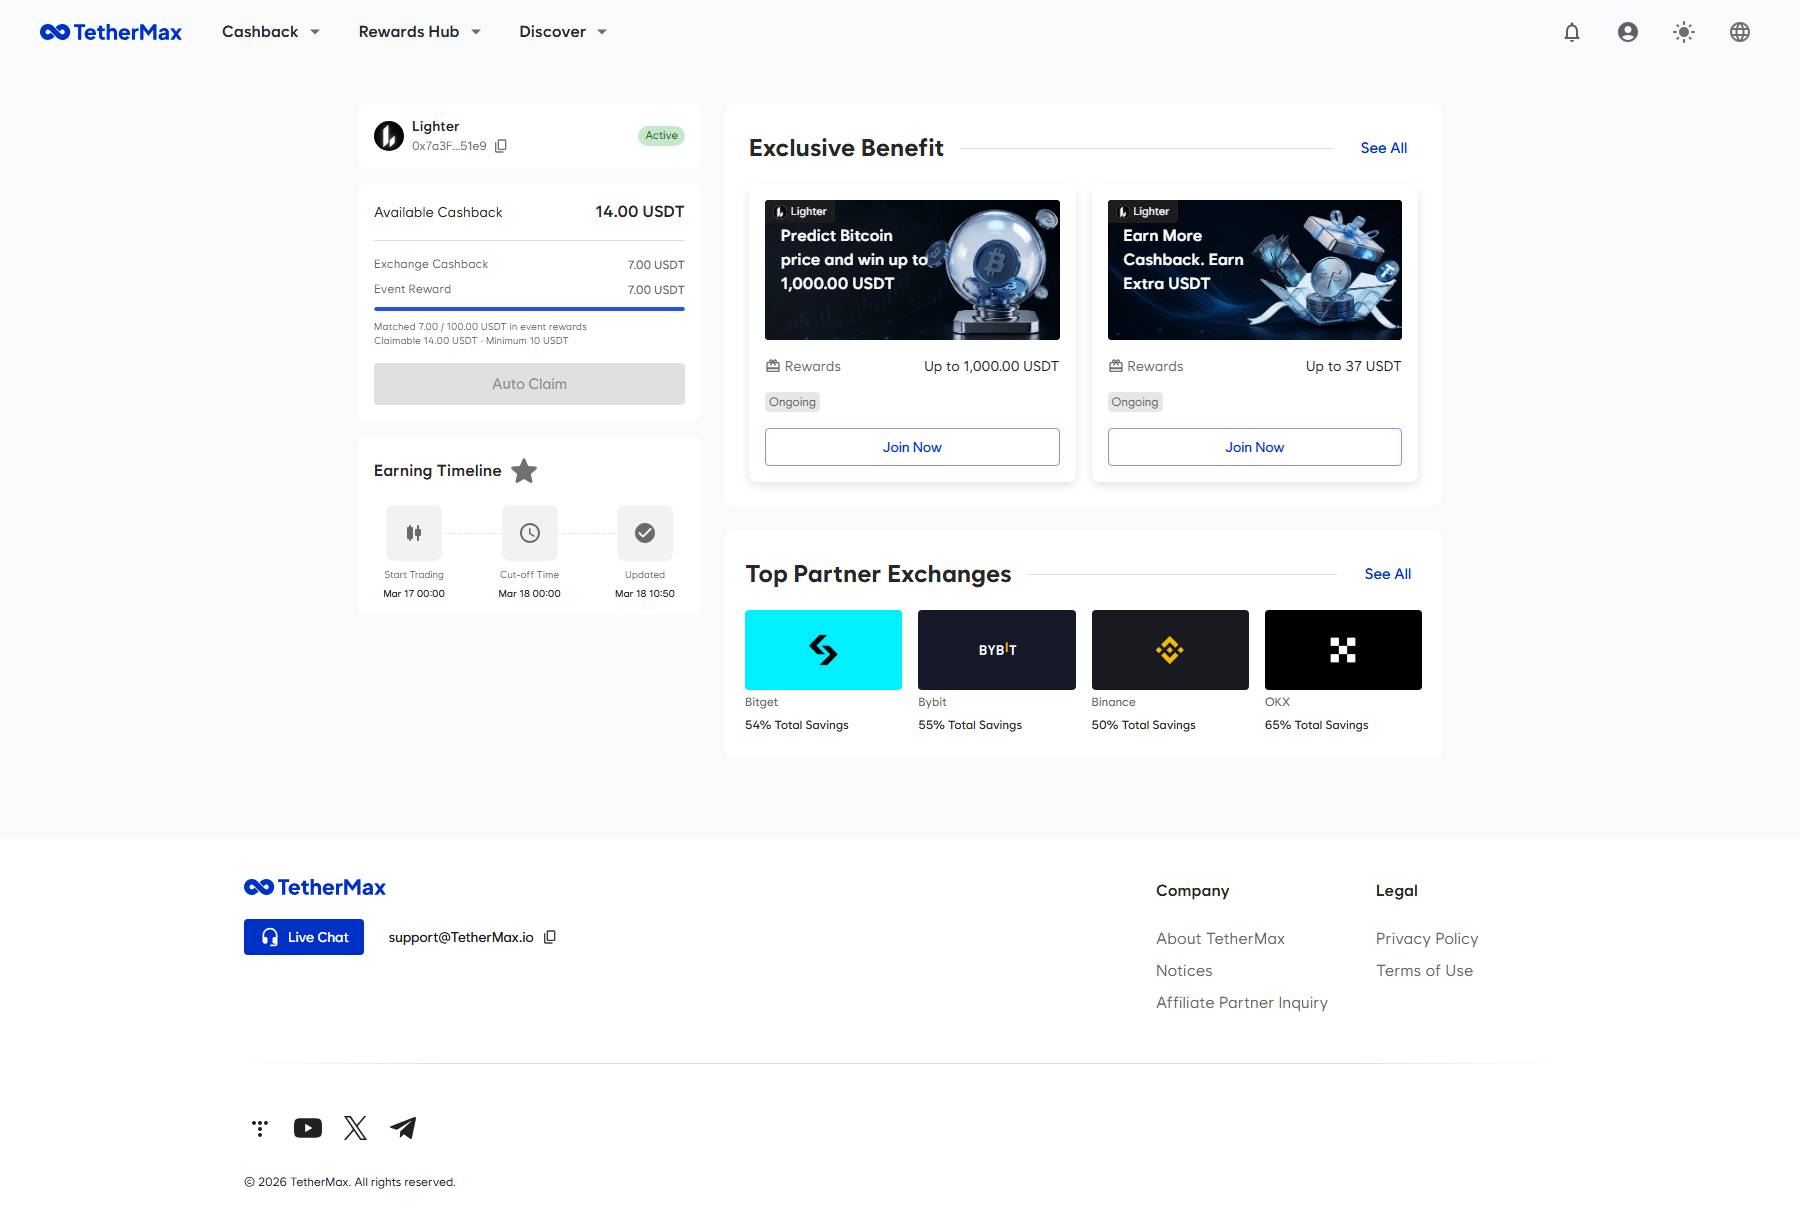 TetherMax
Cashback
Rewards Hub
Discover
Lighter
0x7a3F...51e9
Active
Available Cashback 14.00 USDT
Exchange Cashback 7.00 USDT
Event Reward 7.00 USDT
Matched 7.00 / 100.00 USDT in event rewards
Claimable 14.00 USDT · Minimum 10 USDT
Auto Claim
Earning Timeline
Start Trading
Mar 17 00:00
Cut-off Time
Mar 18 00:00
Updated
Mar 18 10:50
Exclusive Benefit
See All
Lighter
Predict Bitcoin
price and win up to
1,000.00 USDT
Rewards Up to 1,000.00 USDT
Ongoing
Join Now
Lighter
Earn More
Cashback. Earn
Extra USDT
Rewards Up to 37 USDT
Ongoing
Join Now
Top Partner Exchanges
See All
Bitget
54% Total Savings
BYBIT
Bybit
55% Total Savings
Binance
50% Total Savings
OKX
65% Total Savings
TetherMax
Live Chat
support@TetherMax.io
Company
About TetherMax
Notices
Affiliate Partner Inquiry
Legal
Privacy Policy
Terms of Use
© 2026 TetherMax. All rights reserved.